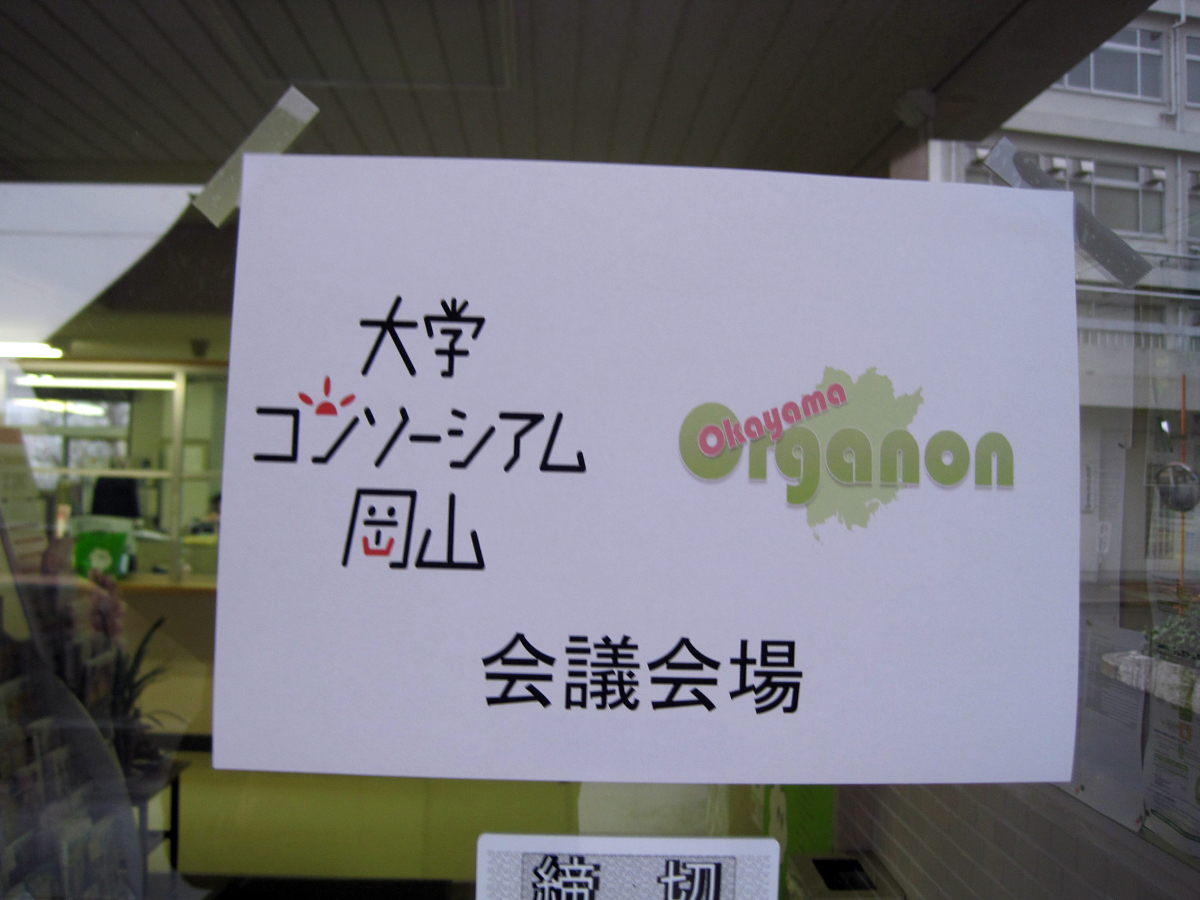 大学
コンソーシアム
岡山
Okayama
Organon
会議会場
締切